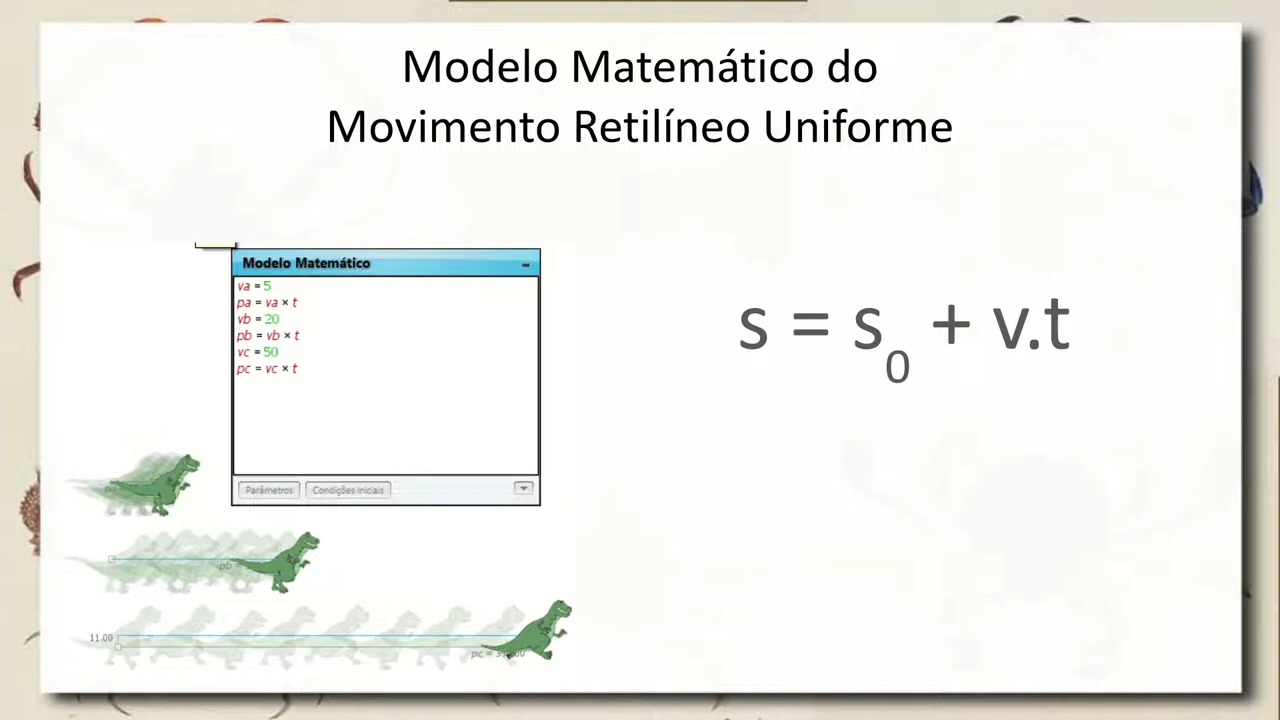 Modelo Matemático do
Movimento Retilíneo Uniforme
Modelo Matemático
va = 5
pa = va × t
vb = 20
pb = vb × t
vc = 50
pc = vc × t
Parâmetros Condições Iniciais
s = s₀ + v.t
pb =
11.00
pc =